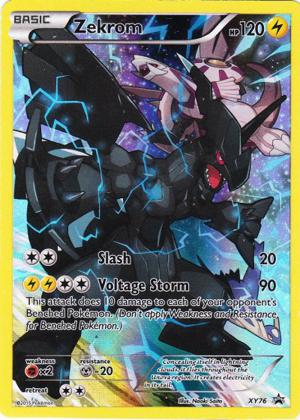 BASIC
Zekrom HP120
Slash 20
Voltage Storm 90
This attack does 10 damage to each of your opponent's
Benched Pokémon. (Don't apply Weakness and Resistance
for Benched Pokémon.)
weakness ×2 resistance -20
retreat
Concealing itself in lightning
clouds, it flies throughout the
Unova region. It creates electricity
in its tail.
©2015 Pokémon Illus. Naoki Saito XY76